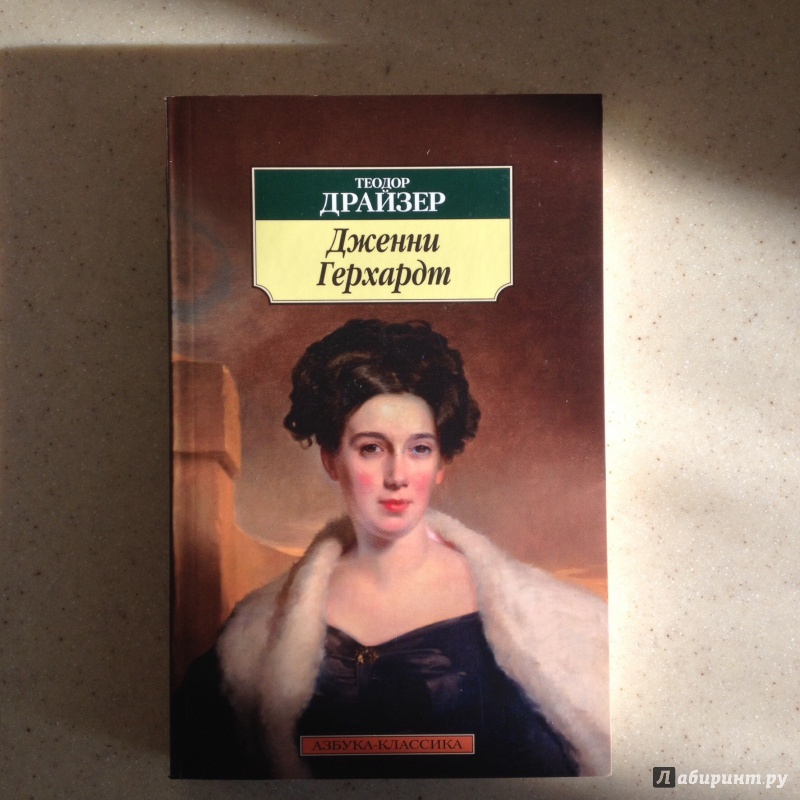 ТЕОДОР
ДРАЙЗЕР
Дженни
Герхардт
АЗБУКА-КЛАССИКА
Лабиринт.ру